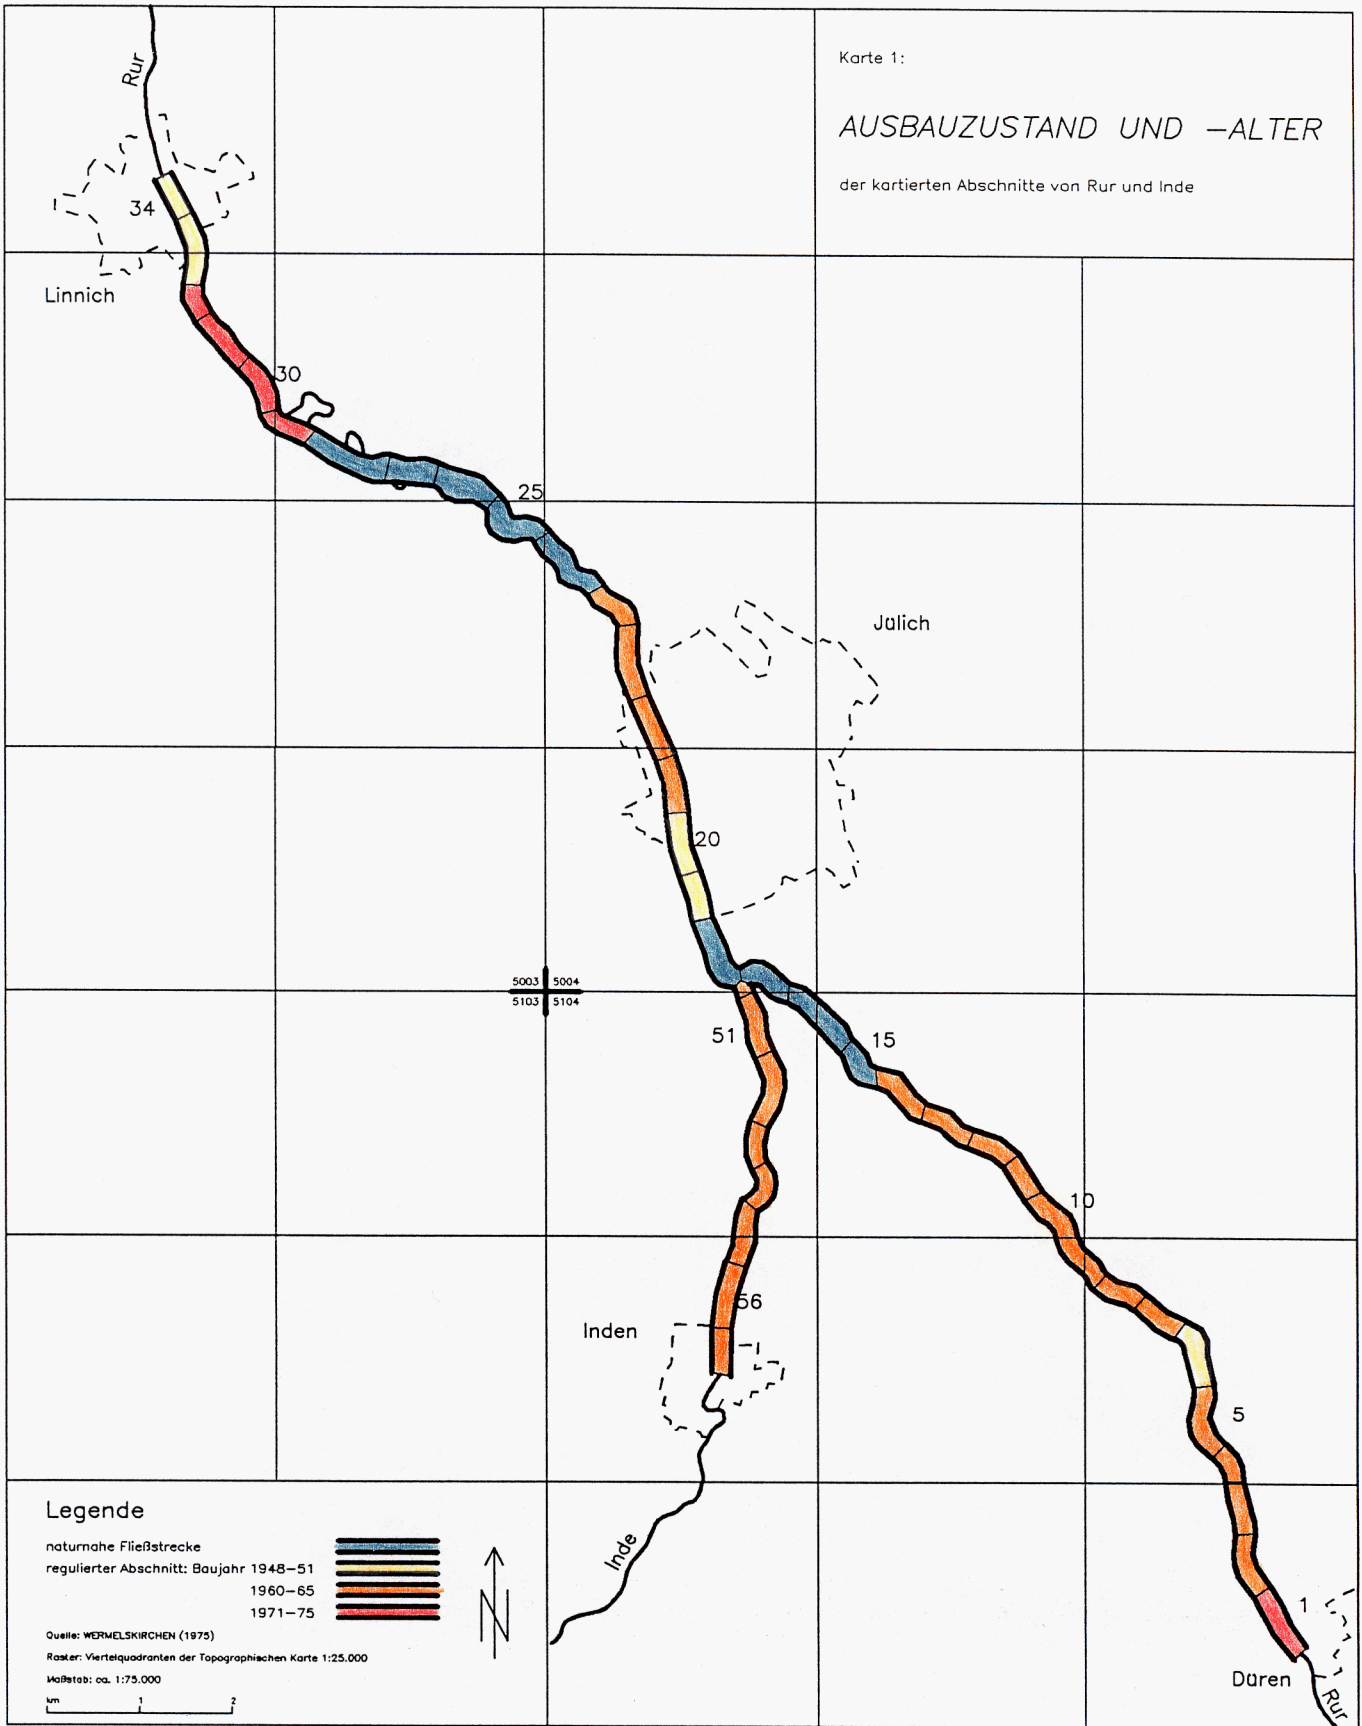 Karte 1:
AUSBAUZUSTAND UND -ALTER
der kartierten Abschnitte von Rur und Inde
Rur
34
Linnich
30
25
Jülich
20
5003 5004
5103 5104
51
15
10
56
Inden
5
1
Düren
Rur
Inde
Legende
naturnahe Fließstrecke
regulierter Abschnitt: Baujahr 1948-51
1960-65
1971-75
N
Quelle: WERMELSKIRCHEN (1975)
Raster: Viertelquadranten der Topographischen Karte 1:25.000
Maßstab: ca. 1:75.000
km 1 2